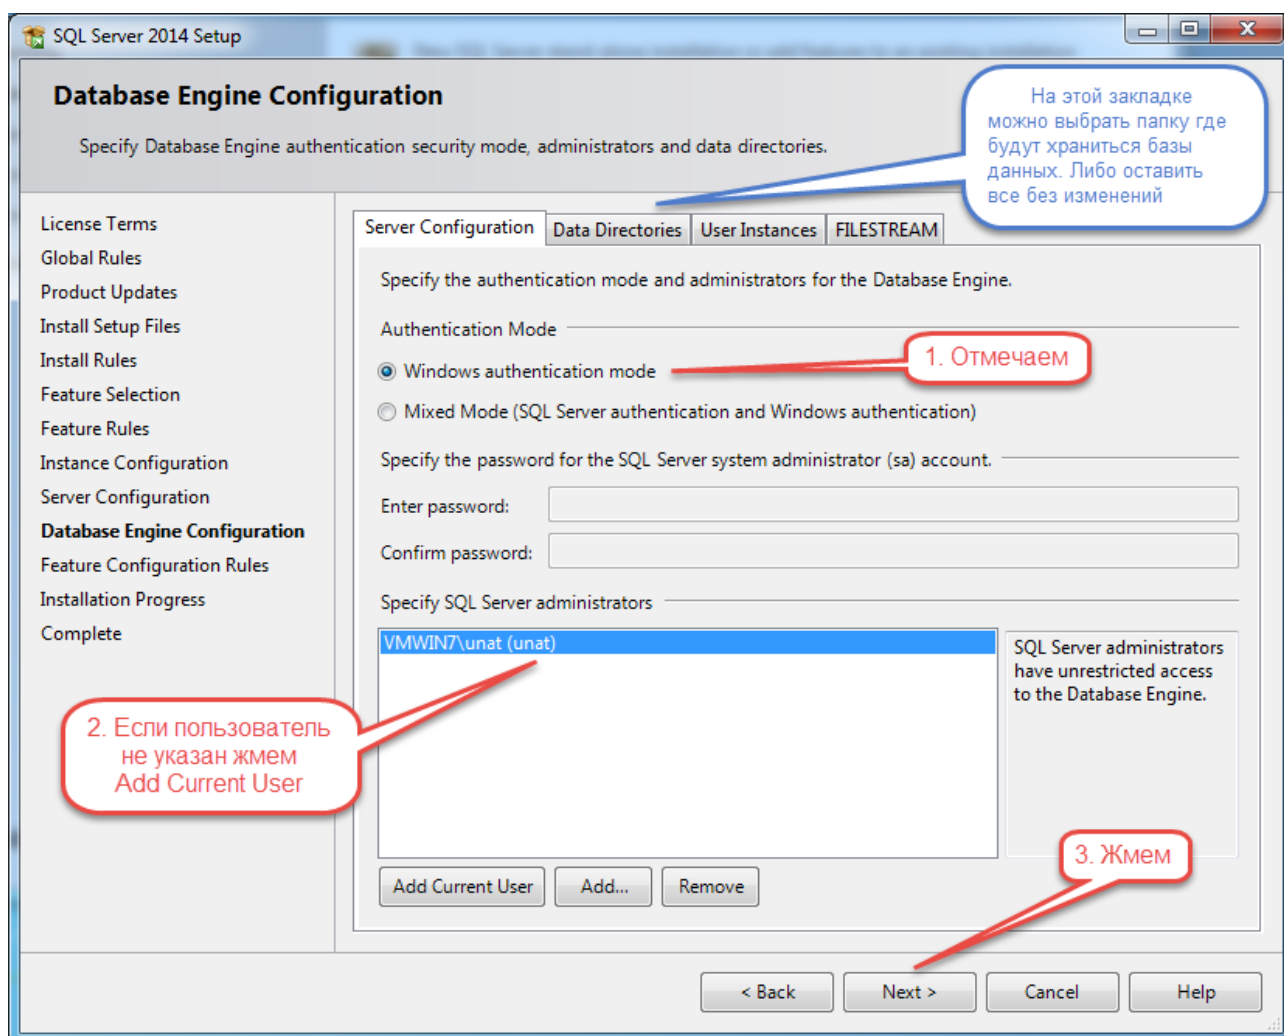 SQL Server 2014 Setup
Database Engine Configuration
Specify Database Engine authentication security mode, administrators and data directories.
На этой закладке
можно выбрать папку где
будут храниться базы
данных. Либо оставить
все без изменений
License Terms
Global Rules
Product Updates
Install Setup Files
Install Rules
Feature Selection
Feature Rules
Instance Configuration
Server Configuration
Database Engine Configuration
Feature Configuration Rules
Installation Progress
Complete
Server Configuration Data Directories User Instances FILESTREAM
Specify the authentication mode and administrators for the Database Engine.
Authentication Mode
Windows authentication mode
1. Отмечаем
Mixed Mode (SQL Server authentication and Windows authentication)
Specify the password for the SQL Server system administrator (sa) account.
Enter password:
Confirm password:
Specify SQL Server administrators
VMWIN7\unat (unat)
SQL Server administrators
have unrestricted access
to the Database Engine.
2. Если пользователь
не указан жмем
Add Current User
3. Жмем
Add Current User Add... Remove
< Back Next > Cancel Help